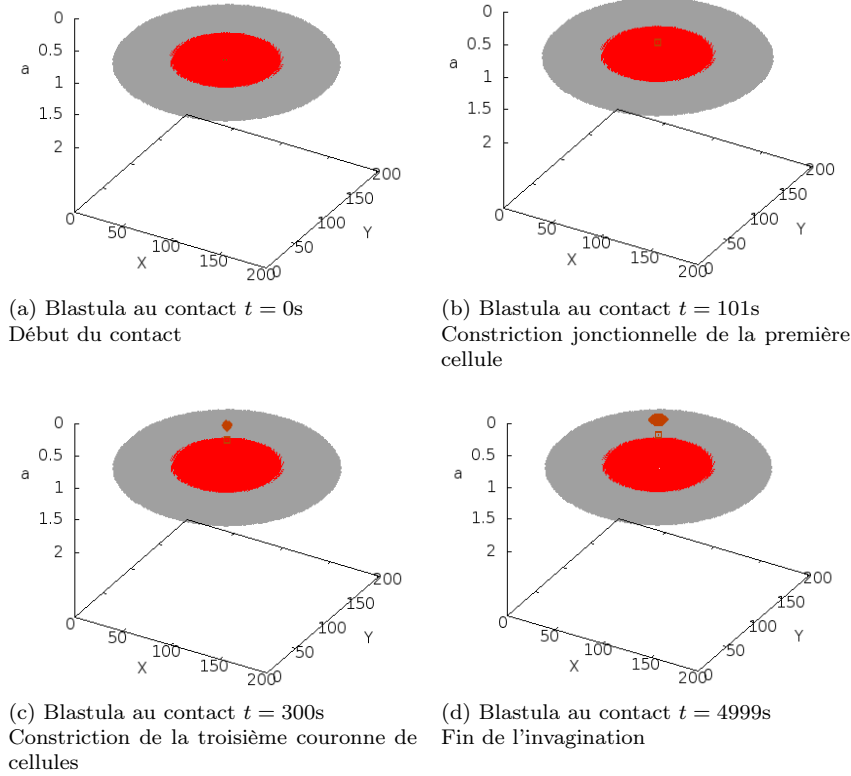 0
0.5
a
1
1.5
2
0
50
100
150
200
X
0
50
100
150
200
Y
(a) Blastula au contact t = 0s
Début du contact
0
0.5
a
1
1.5
2
0
50
100
150
200
X
0
50
100
150
200
Y
(b) Blastula au contact t = 101s
Constriction jonctionnelle de la première
cellule
0
0.5
a
1
1.5
2
0
50
100
150
200
X
0
50
100
150
200
Y
(c) Blastula au contact t = 300s
Constriction de la troisième couronne de
cellules
0
0.5
a
1
1.5
2
0
50
100
150
200
X
0
50
100
150
200
Y
(d) Blastula au contact t = 4999s
Fin de l'invagination